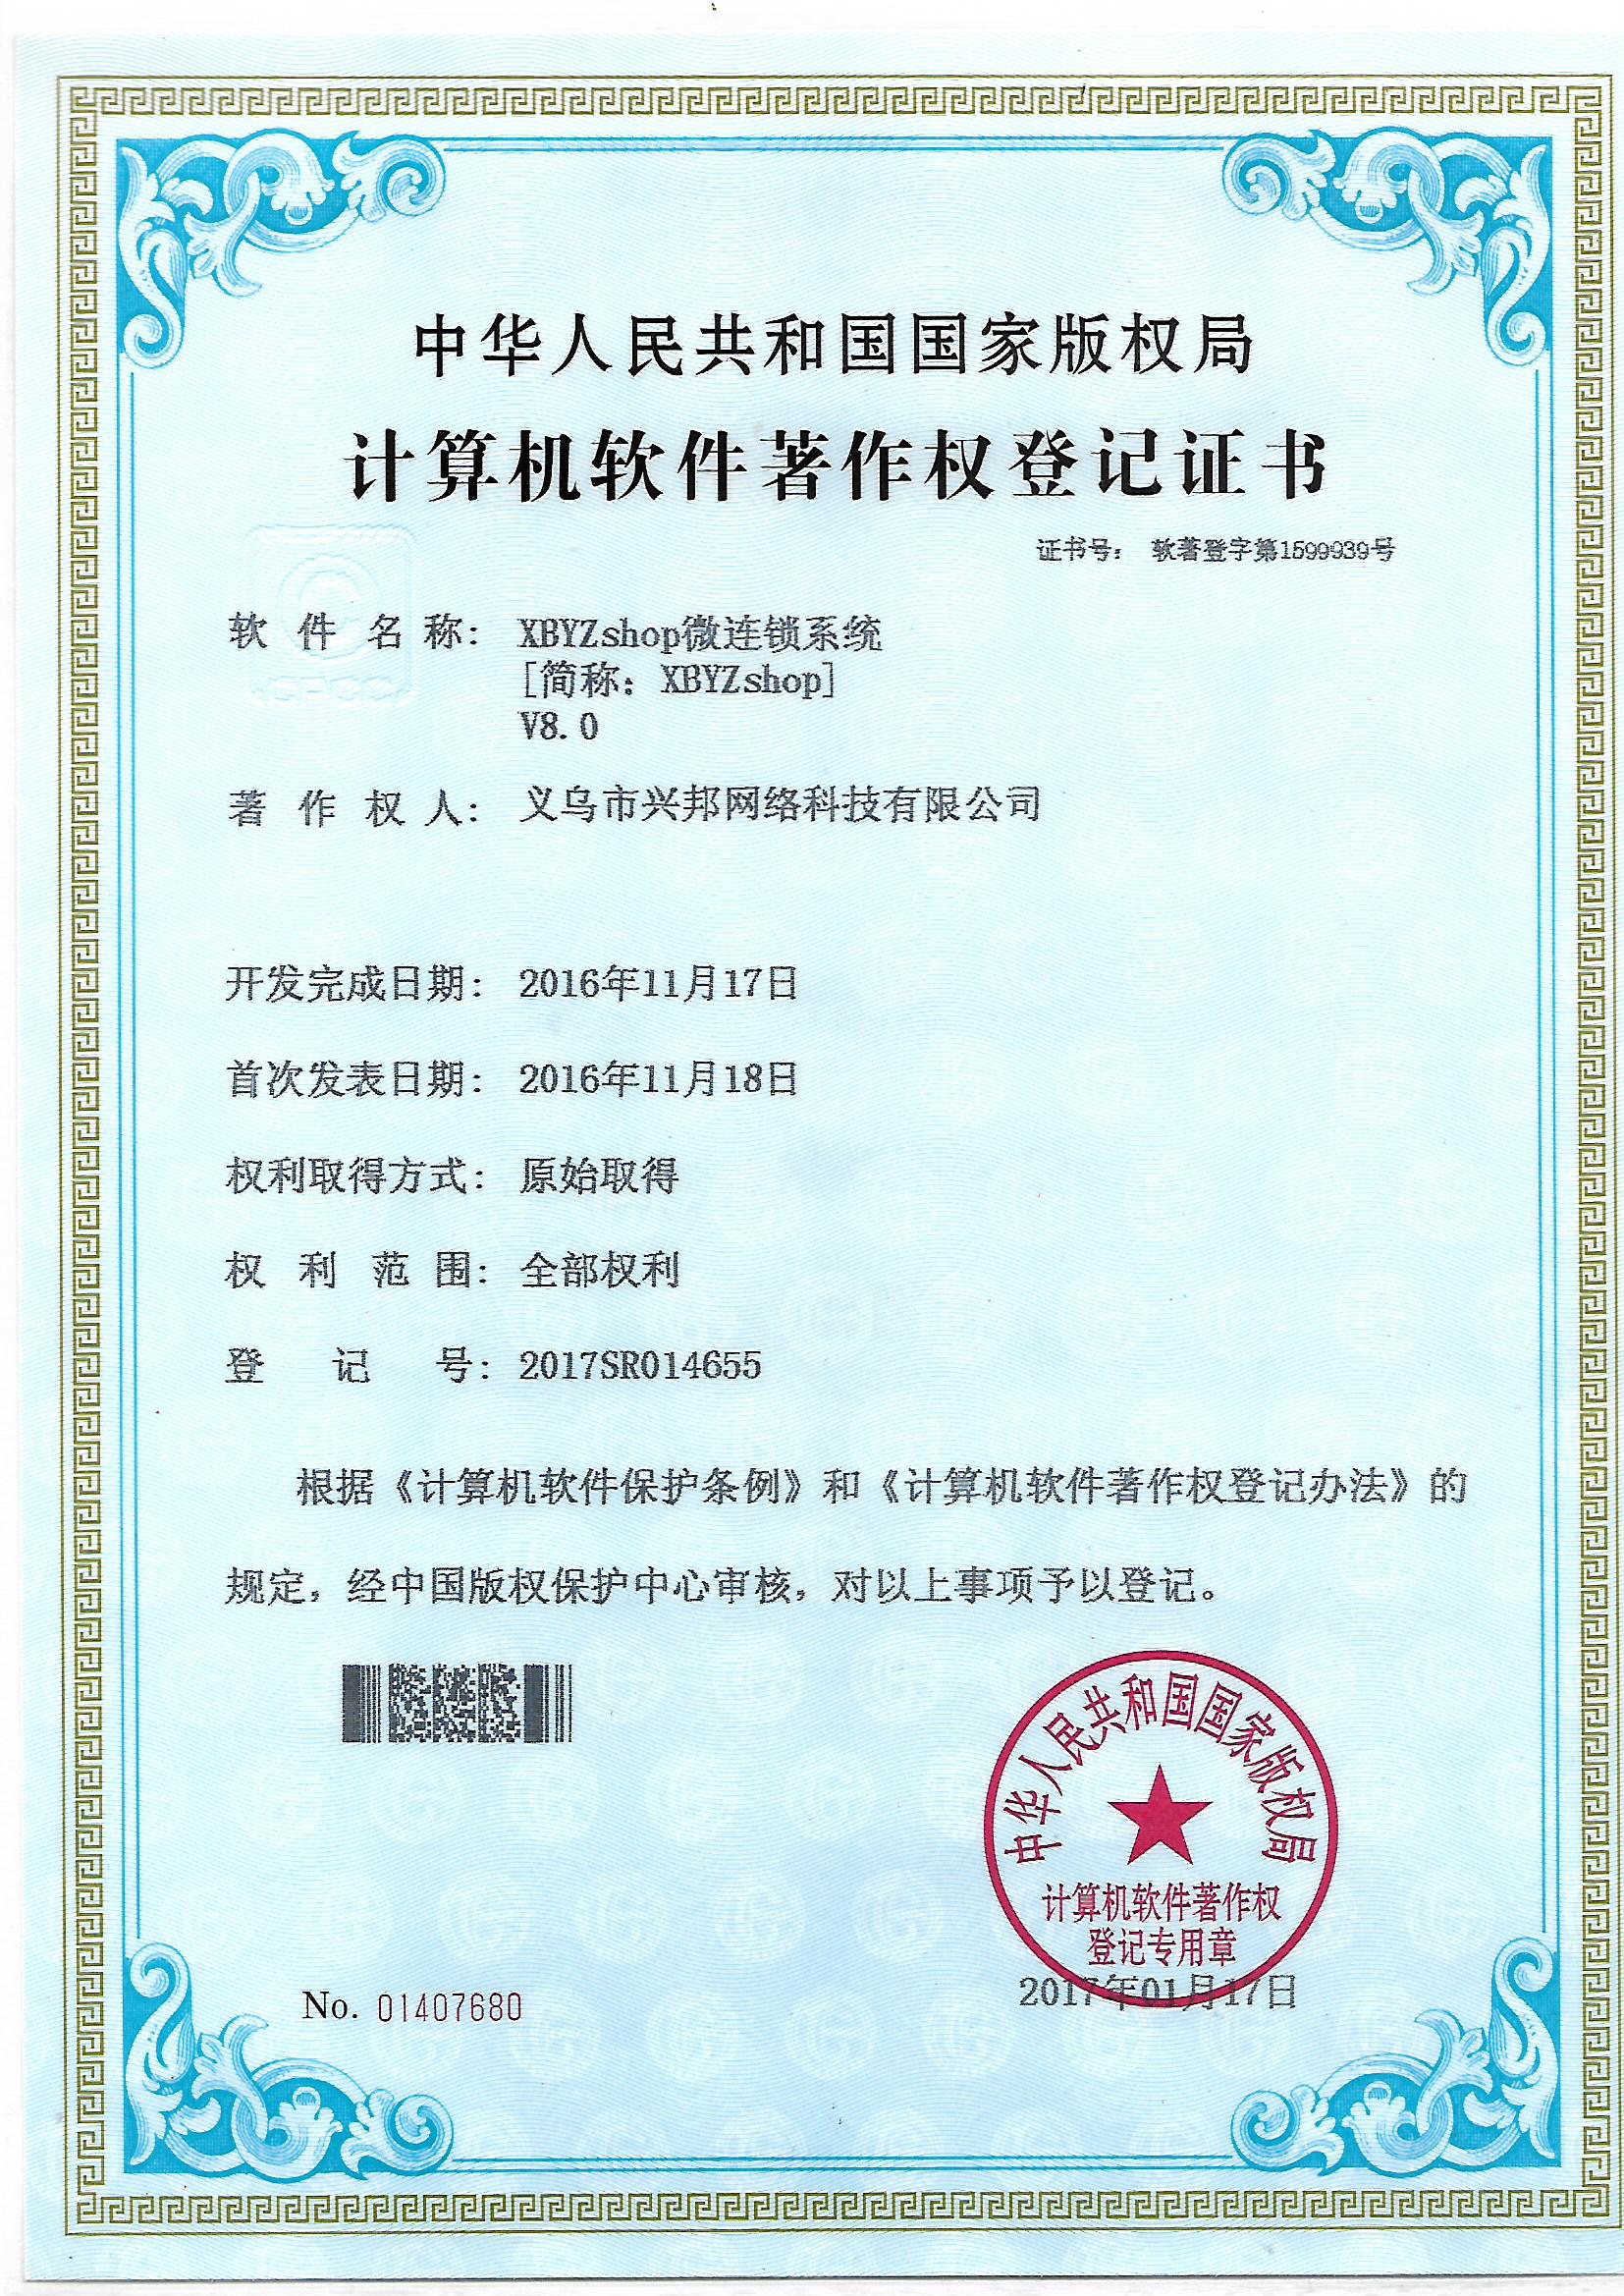 中华人民共和国国家版权局
计算机软件著作权登记证书
证书号： 软著登字第1599939号
软件名称： XBYZshop微连锁系统
[简称：XBYZshop]
V8.0
著作权人： 义乌市兴邦网络科技有限公司
开发完成日期： 2016年11月17日
首次发表日期： 2016年11月18日
权利取得方式： 原始取得
权利范围： 全部权利
登记号： 2017SR014655
根据《计算机软件保护条例》和《计算机软件著作权登记办法》的
规定，经中国版权保护中心审核，对以上事项予以登记。
中华人民共和国国家版权局
计算机软件著作权
登记专用章
No. 01407680
2017年01月17日